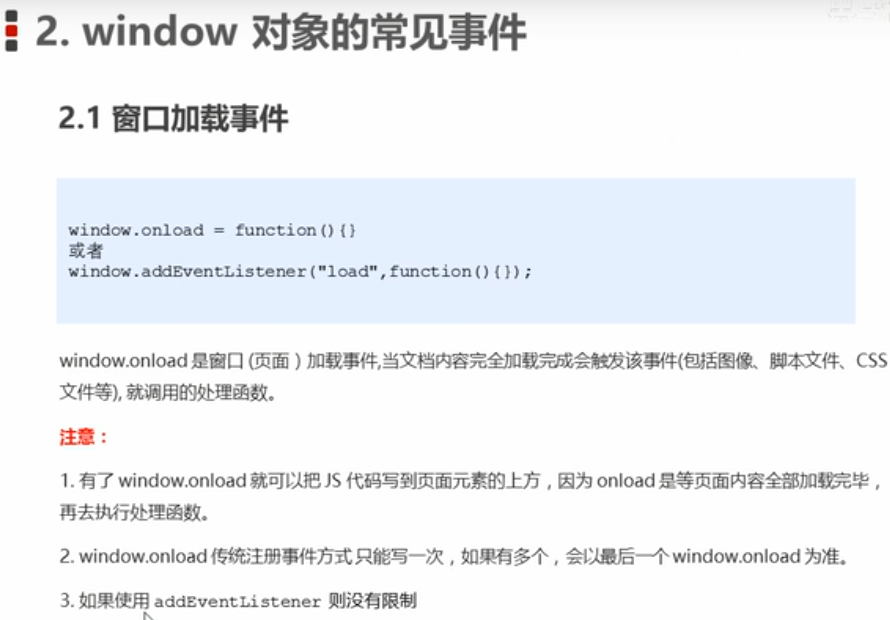 2. window 对象的常见事件
2.1 窗口加载事件
window.onload = function(){}
或者
window.addEventListener("load",function(){});
window.onload 是窗口 (页面 ) 加载事件,当文档内容完全加载完成会触发该事件(包括图像、脚本文件、CSS
文件等), 就调用的处理函数。
注意：
1. 有了 window.onload 就可以把 JS 代码写到页面元素的上方，因为 onload 是等页面内容全部加载完毕，
再去执行处理函数。
2. window.onload 传统注册事件方式 只能写一次，如果有多个，会以最后一个 window.onload 为准。
3. 如果使用 addEventListener 则没有限制